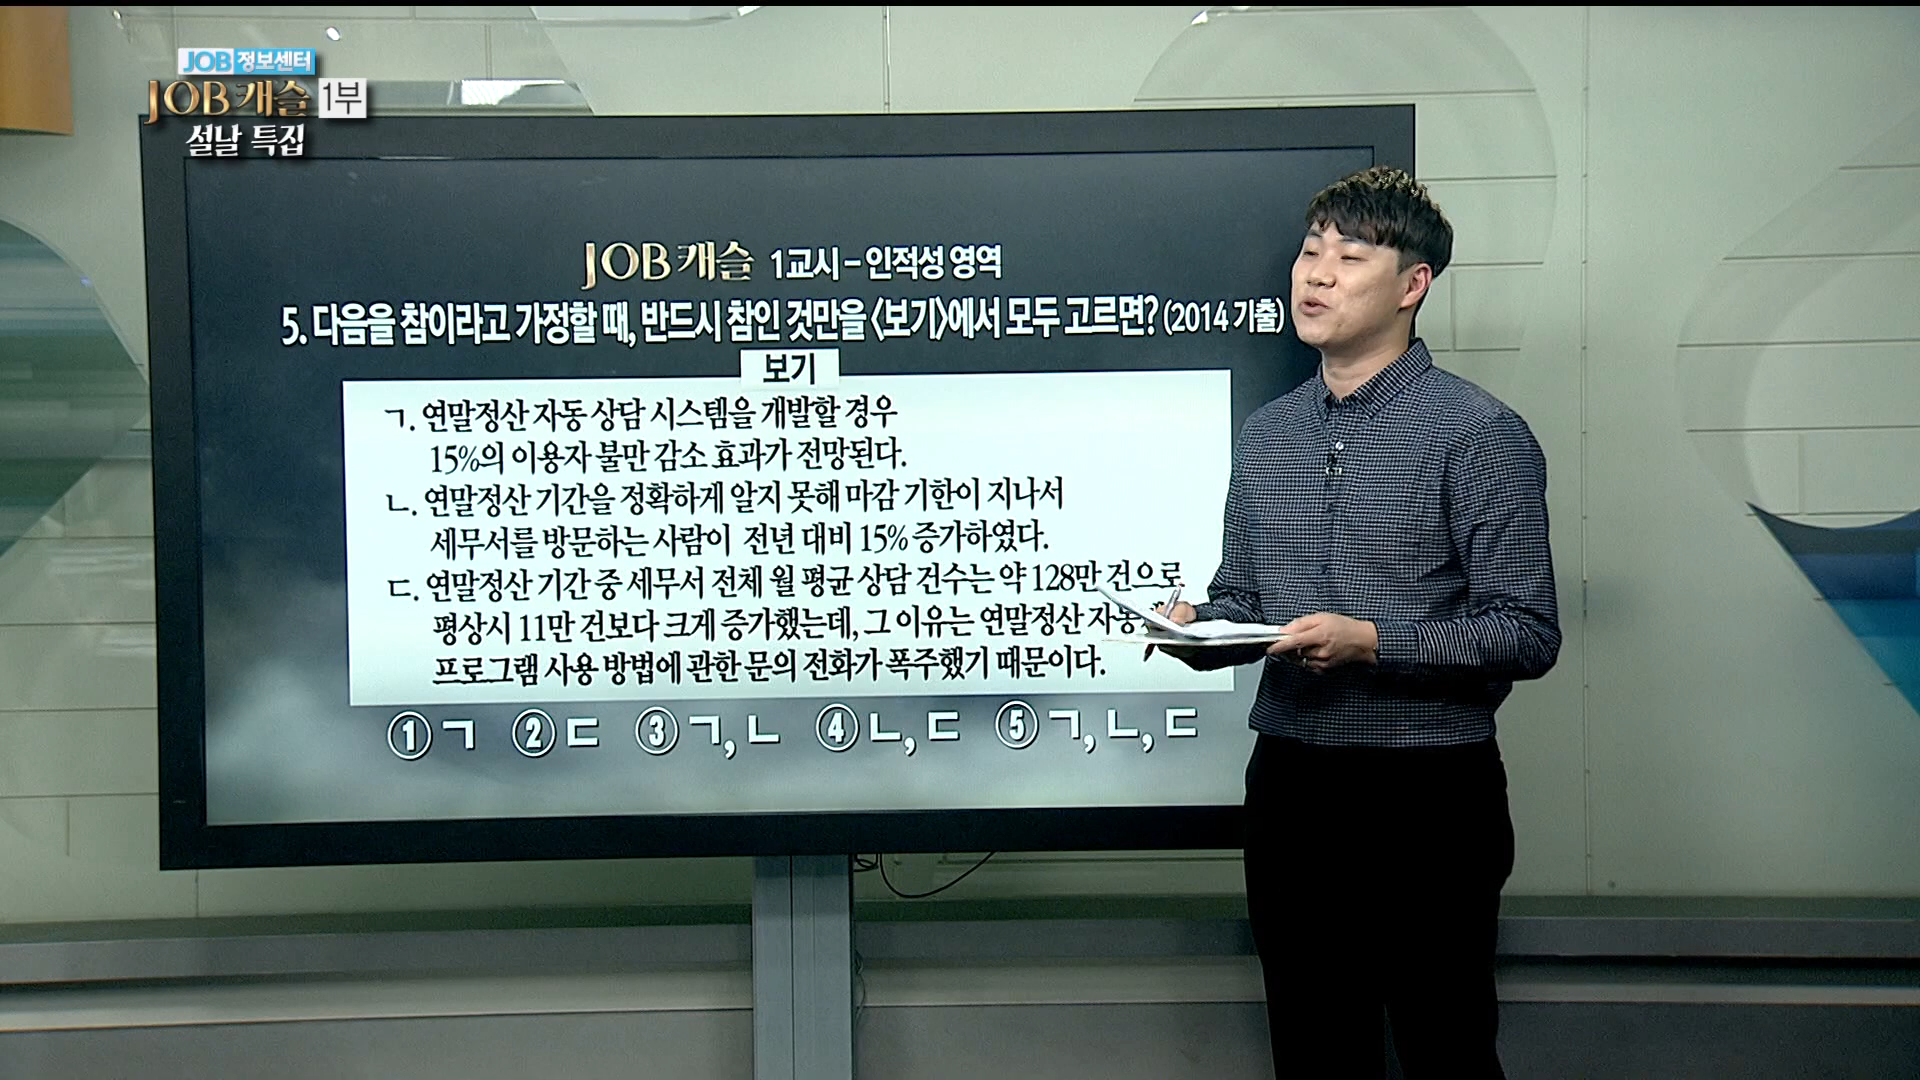 JOB 정보센터
JOB 캐슬 1부
설날 특집
JOB 캐슬 1교시 - 인적성 영역
5. 다음을 참이라고 가정할 때, 반드시 참인 것만을 <보기>에서 모두 고르면? (2014 기출)
보기
ㄱ. 연말정산 자동 상담 시스템을 개발할 경우
15%의 이용자 불만 감소 효과가 전망된다.
ㄴ. 연말정산 기간을 정확하게 알지 못해 마감 기한이 지나서
세무서를 방문하는 사람이 전년 대비 15% 증가하였다.
ㄷ. 연말정산 기간 중 세무서 전체 월 평균 상담 건수는 약 128만 건으로
평상시 11만 건보다 크게 증가했는데, 그 이유는 연말정산 자동
프로그램 사용 방법에 관한 문의 전화가 폭주했기 때문이다.
① ㄱ ② ㄷ ③ ㄱ, ㄴ ④ ㄴ, ㄷ ⑤ ㄱ, ㄴ, ㄷ